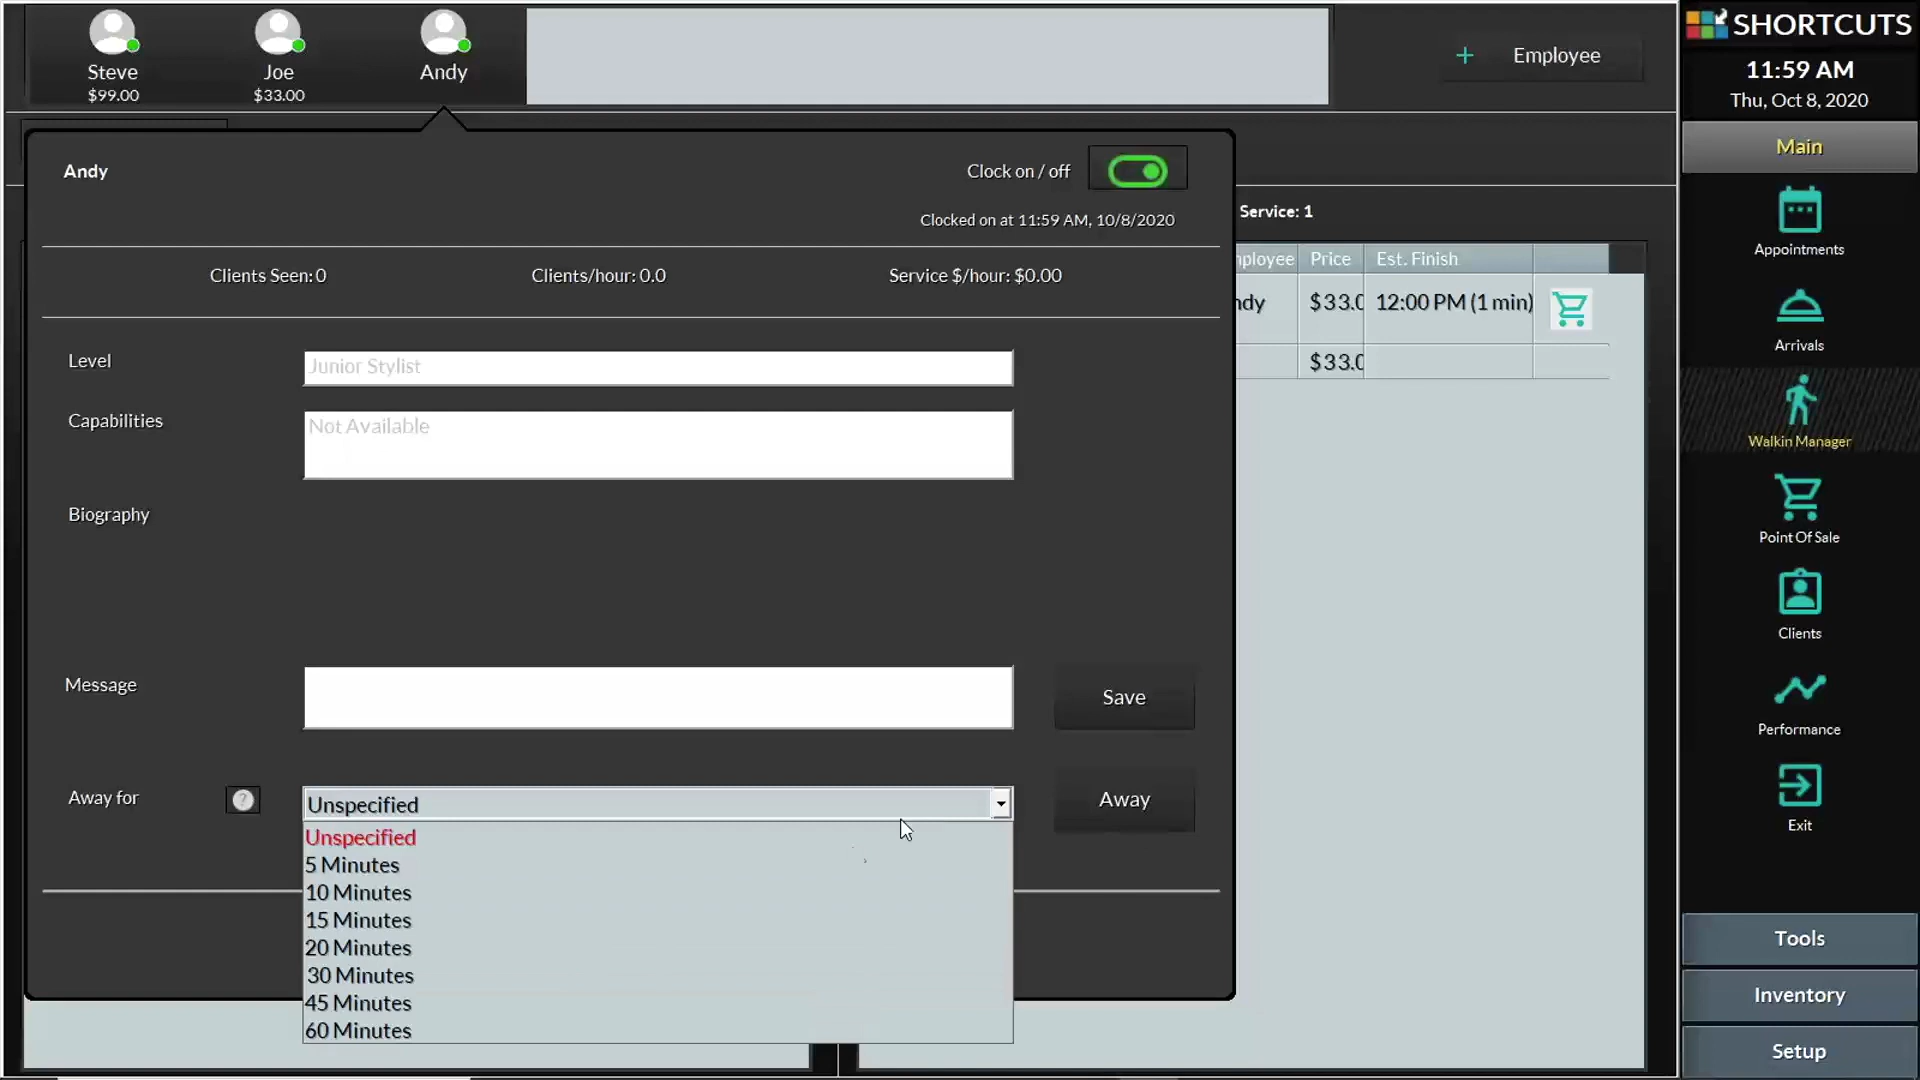 Steve
$99.00
Joe
$33.00
Andy
+ Employee
SHORTCUTS
11:59 AM
Thu, Oct 8, 2020
Main
Appointments
Arrivals
Walkin Manager
Point Of Sale
Clients
Performance
Exit
Tools
Inventory
Setup
Andy
Clock on / off
Clocked on at 11:59 AM, 10/8/2020
Clients Seen: 0
Clients/hour: 0.0
Service $/hour: $0.00
Level
Junior Stylist
Capabilities
Not Available
Biography
Message
Save
Away for
?
Unspecified
Away
Unspecified
5 Minutes
10 Minutes
15 Minutes
20 Minutes
30 Minutes
45 Minutes
60 Minutes
Service: 1
Price
Est. Finish
12:00 PM (1 min)